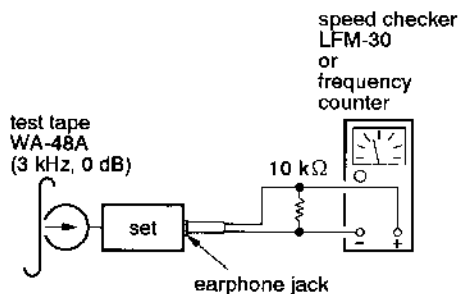 speed checker
LFM-30
or
frequency
counter
test tape
WA-48A
(3 kHz, 0 dB)
10 kΩ
set
− +
earphone jack